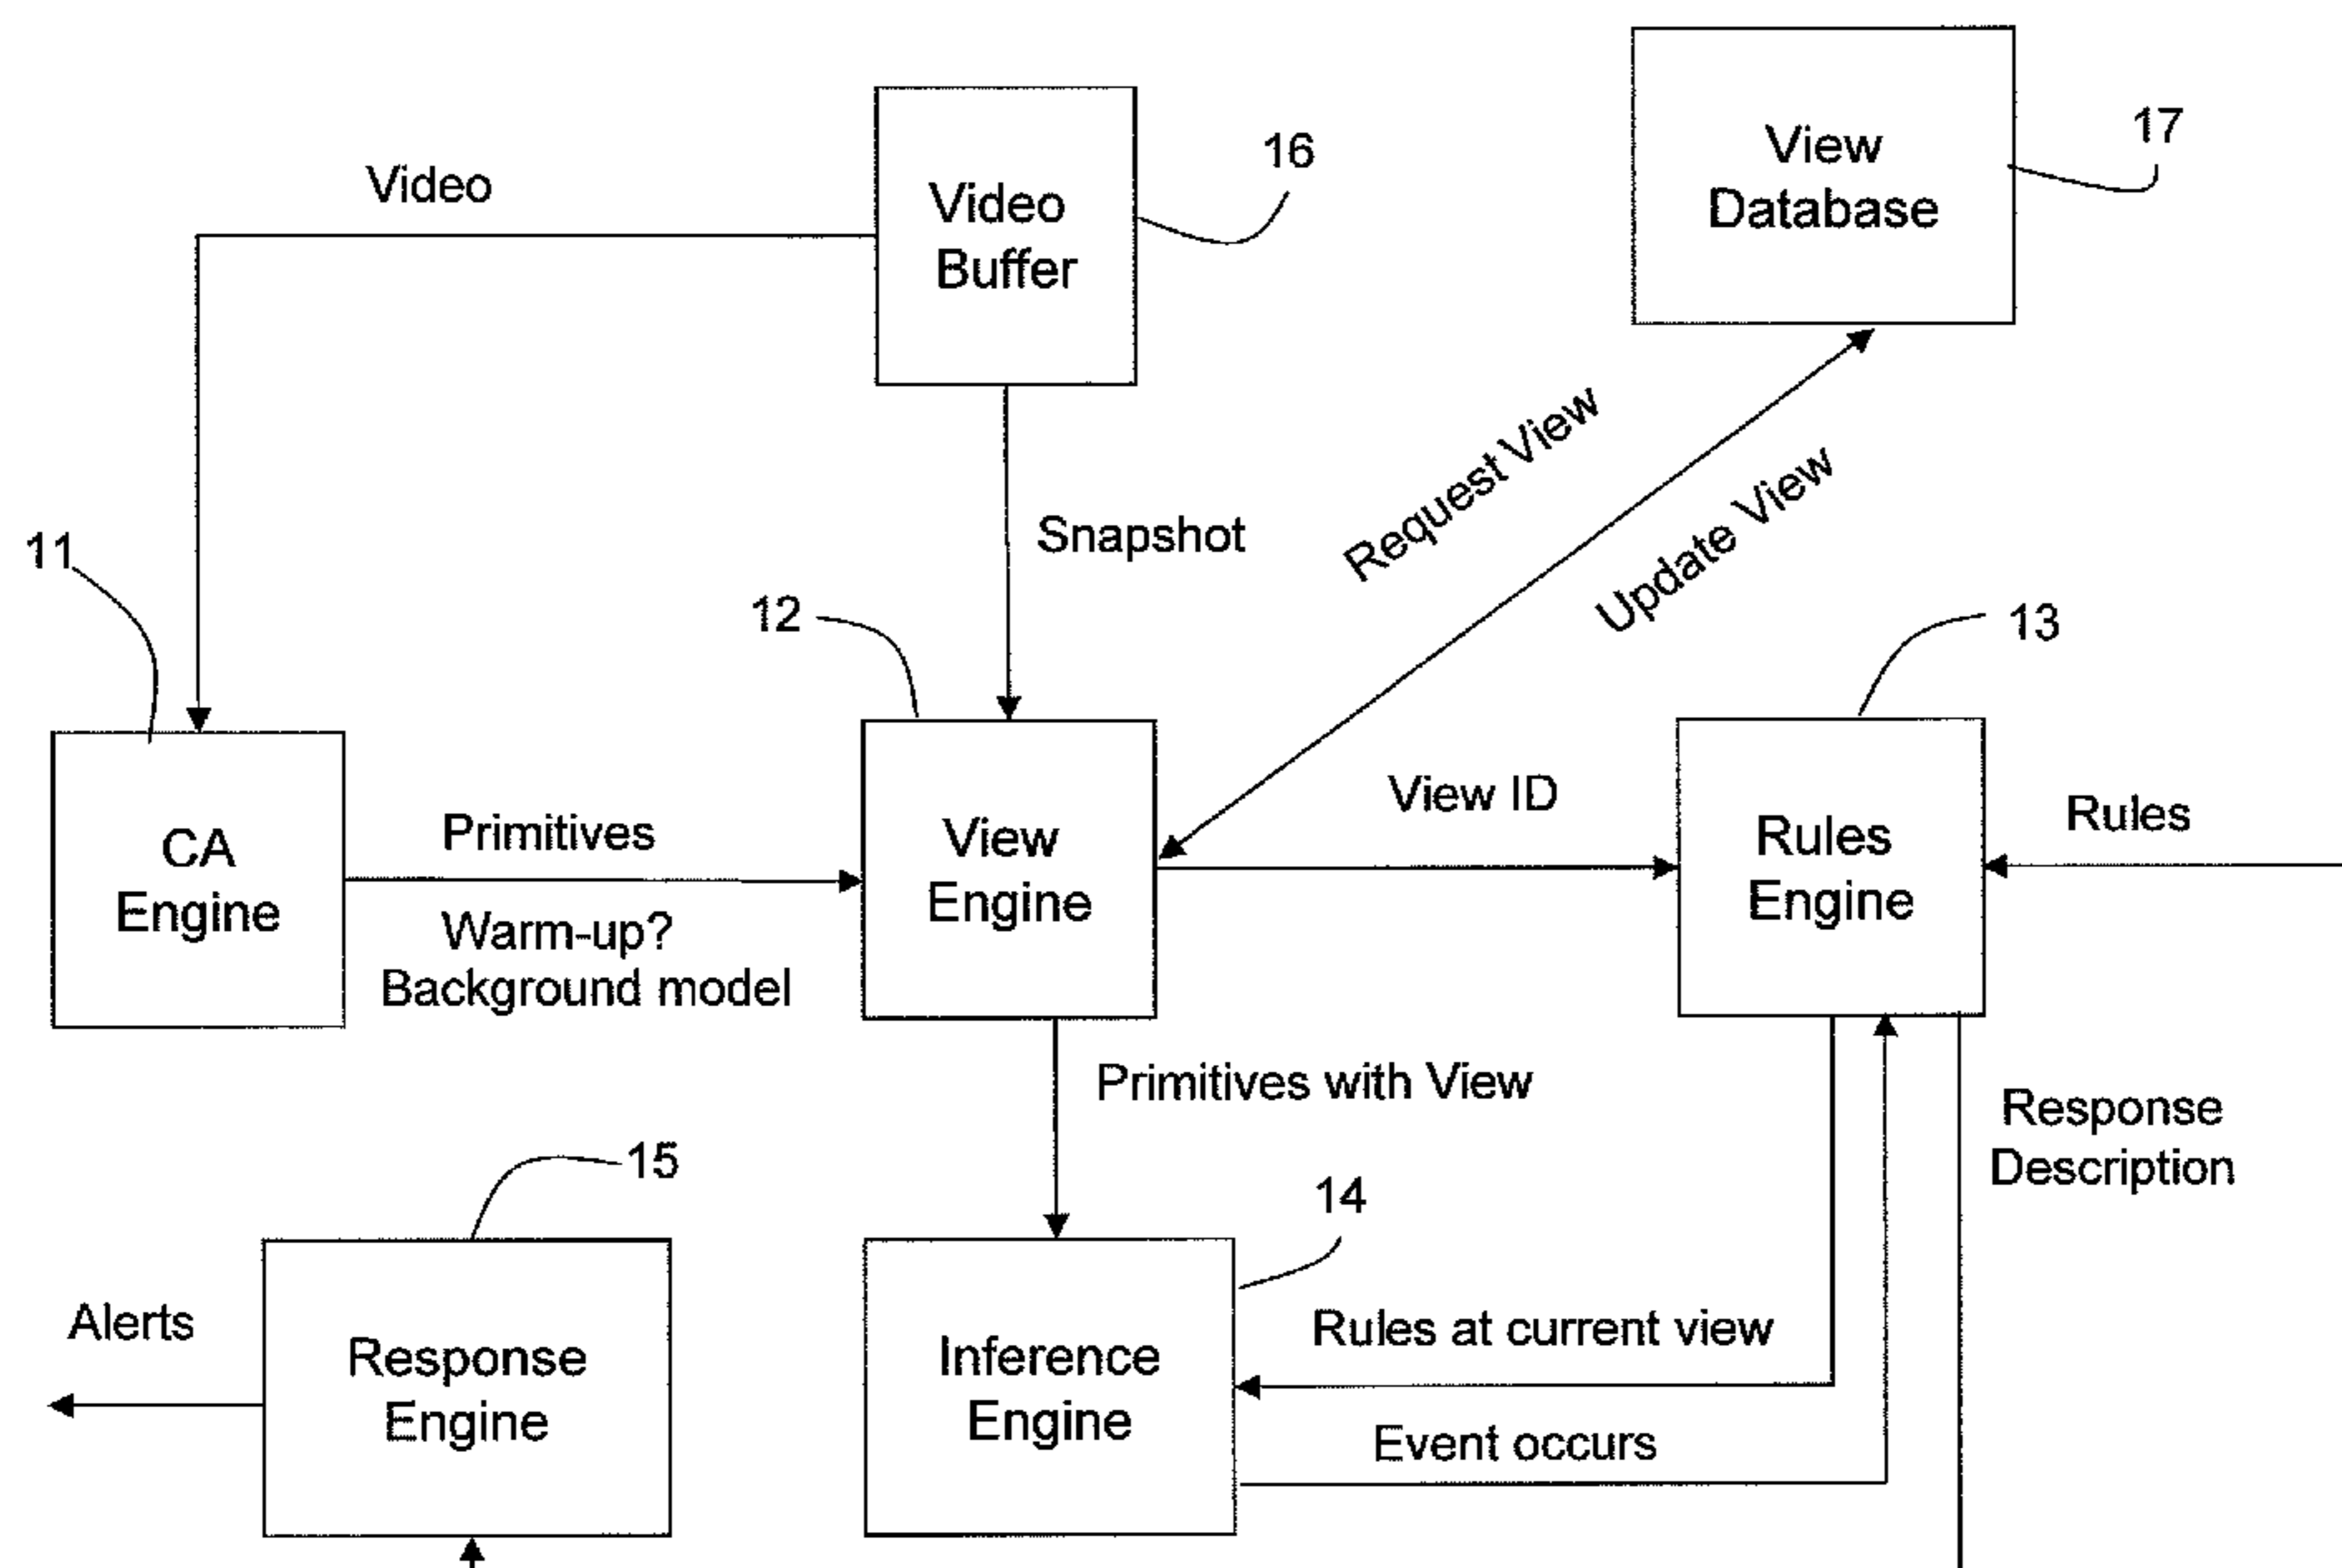 View
Database
17
Video
Buffer
16
Video
Snapshot
Request View
Update View
11
12
13
CA
Engine
Primitives
Warm-up?
Background model
View
Engine
View ID
Rules
Engine
Rules
Primitives with View
Response
Description
15
14
Alerts
Response
Engine
Inference
Engine
Rules at current view
Event occurs